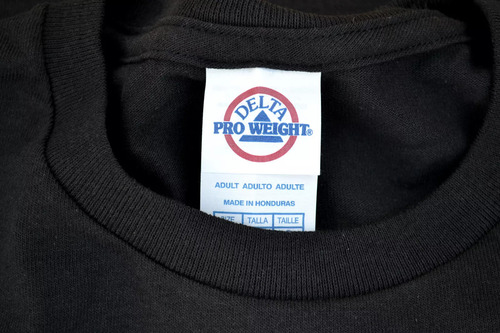 DELTA
PRO WEIGHT®
ADULT ADULTO ADULTE
MADE IN HONDURAS
SIZE TALLA TAILLE